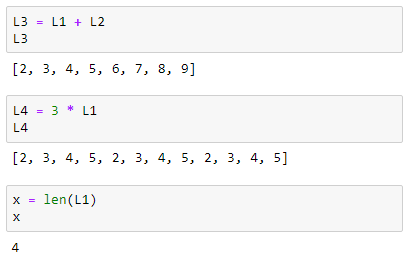 L3 = L1 + L2
L3
[2, 3, 4, 5, 6, 7, 8, 9]
L4 = 3 * L1
L4
[2, 3, 4, 5, 2, 3, 4, 5, 2, 3, 4, 5]
x = len(L1)
x
4